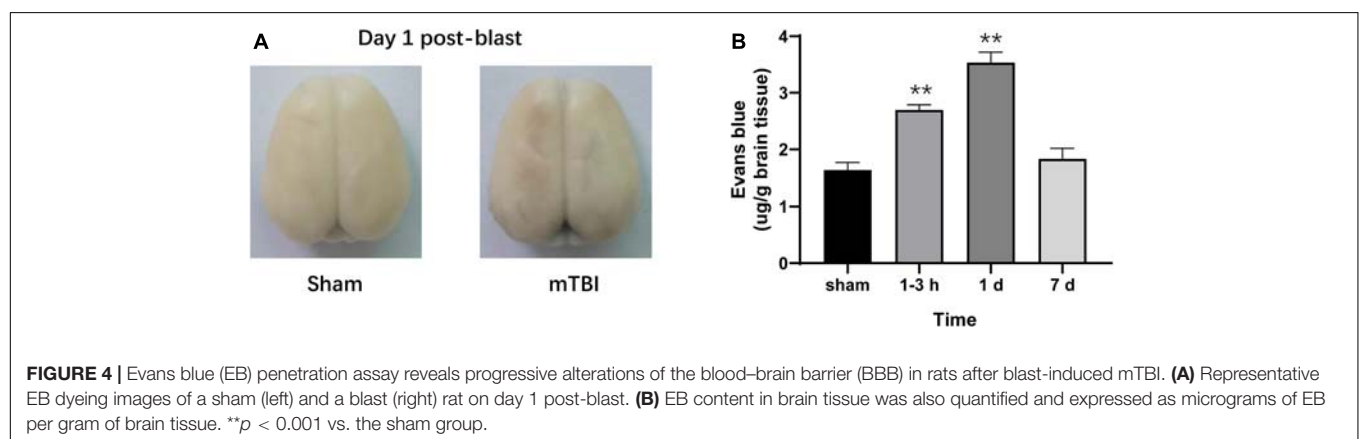 A
Day 1 post-blast
Sham
mTBI
B
Evans blue
(ug/g brain tissue)
4
3
2
1
0
**
**
sham
1-3 h
1 d
7 d
Time
FIGURE 4 | Evans blue (EB) penetration assay reveals progressive alterations of the blood–brain barrier (BBB) in rats after blast-induced mTBI. (A) Representative
EB dyeing images of a sham (left) and a blast (right) rat on day 1 post-blast. (B) EB content in brain tissue was also quantified and expressed as micrograms of EB
per gram of brain tissue. **p < 0.001 vs. the sham group.